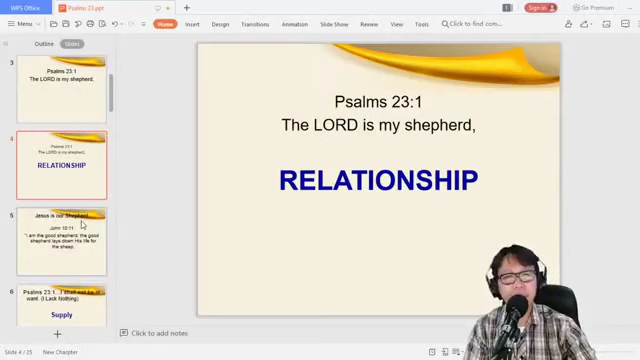 WPS Office
Psalms 23.ppt
Sign in
Go Premium
Menu
Home
Insert
Design
Transitions
Animation
Slide Show
Review
View
Click to find com...
Outline
Slides
3
Psalms 23:1
The LORD is my shepherd,
4
Psalms 23:1
The LORD is my shepherd,
RELATIONSHIP
5
Jesus is our Shepherd
John 10:11
"I am the good shepherd; the good
shepherd lays down His life for
the sheep.
6
Psalms 23:1...I shall not be in
want. (I Lack Nothing)
Supply
Psalms 23:1
The LORD is my shepherd,
RELATIONSHIP
Click to add notes
Slide 4 / 25
New Charpter